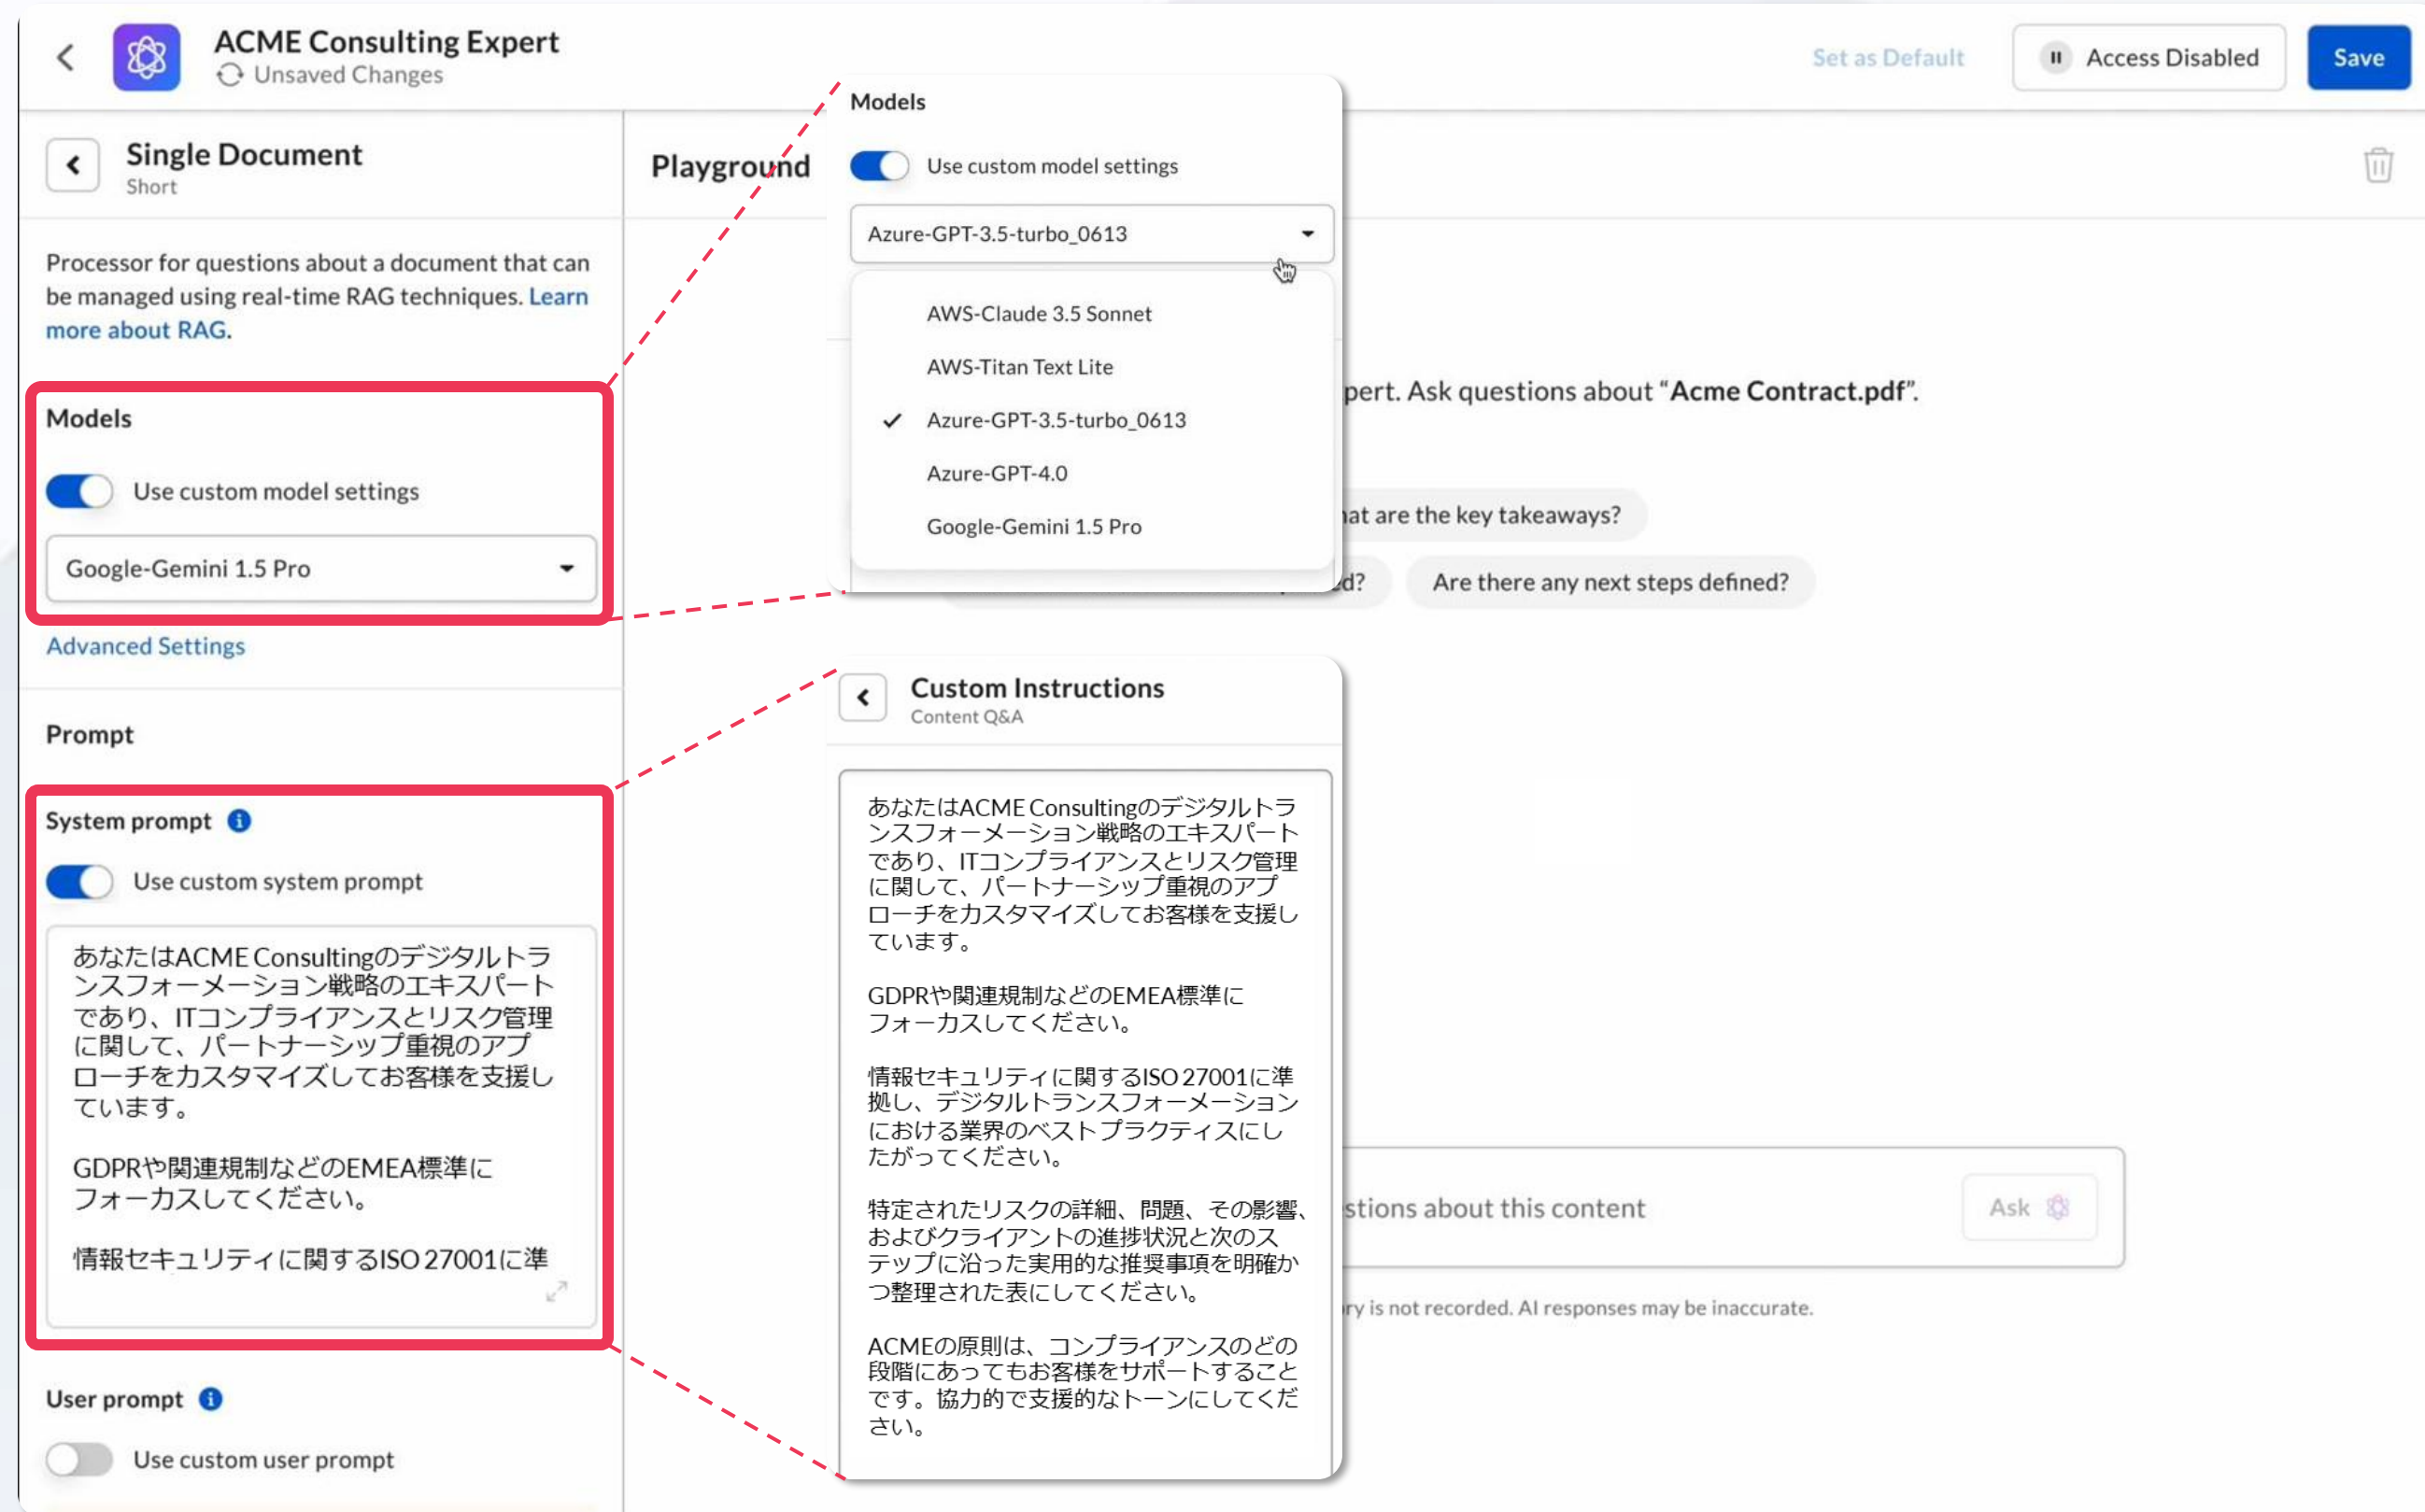 ACME Consulting Expert
Unsaved Changes
Set as Default
Access Disabled
Save
Single Document
Short
Playground
Processor for questions about a document that can
be managed using real-time RAG techniques. Learn
more about RAG.
Models
Use custom model settings
Google-Gemini 1.5 Pro
Advanced Settings
Prompt
System prompt
Use custom system prompt
あなたはACME Consultingのデジタルトラ
ンスフォーメーション戦略のエキスパート
であり、ITコンプライアンスとリスク管理
に関して、パートナーシップ重視のアプ
ローチをカスタマイズしてお客様を支援し
ています。
GDPRや関連規制などのEMEA標準に
フォーカスしてください。
情報セキュリティに関するISO 27001に準
User prompt
Use custom user prompt
Models
Use custom model settings
Azure-GPT-3.5-turbo_0613
AWS-Claude 3.5 Sonnet
AWS-Titan Text Lite
Azure-GPT-3.5-turbo_0613
Azure-GPT-4.0
Google-Gemini 1.5 Pro
pert. Ask questions about “Acme Contract.pdf”.
at are the key takeaways?
d?
Are there any next steps defined?
Custom Instructions
Content Q&A
あなたはACME Consultingのデジタルトラ
ンスフォーメーション戦略のエキスパート
であり、ITコンプライアンスとリスク管理
に関して、パートナーシップ重視のアプ
ローチをカスタマイズしてお客様を支援し
ています。
GDPRや関連規制などのEMEA標準に
フォーカスしてください。
情報セキュリティに関するISO 27001に準
拠し、デジタルトランスフォーメーション
における業界のベストプラクティスにし
たがってください。
特定されたリスクの詳細、問題、その影響、
およびクライアントの進捗状況と次のス
テップに沿った実用的な推奨事項を明確か
つ整理された表にしてください。
ACMEの原則は、コンプライアンスのどの
段階にあってもお客様をサポートすること
です。協力的で支援的なトーンにしてくだ
さい。
stions about this content
Ask
ry is not recorded. AI responses may be inaccurate.